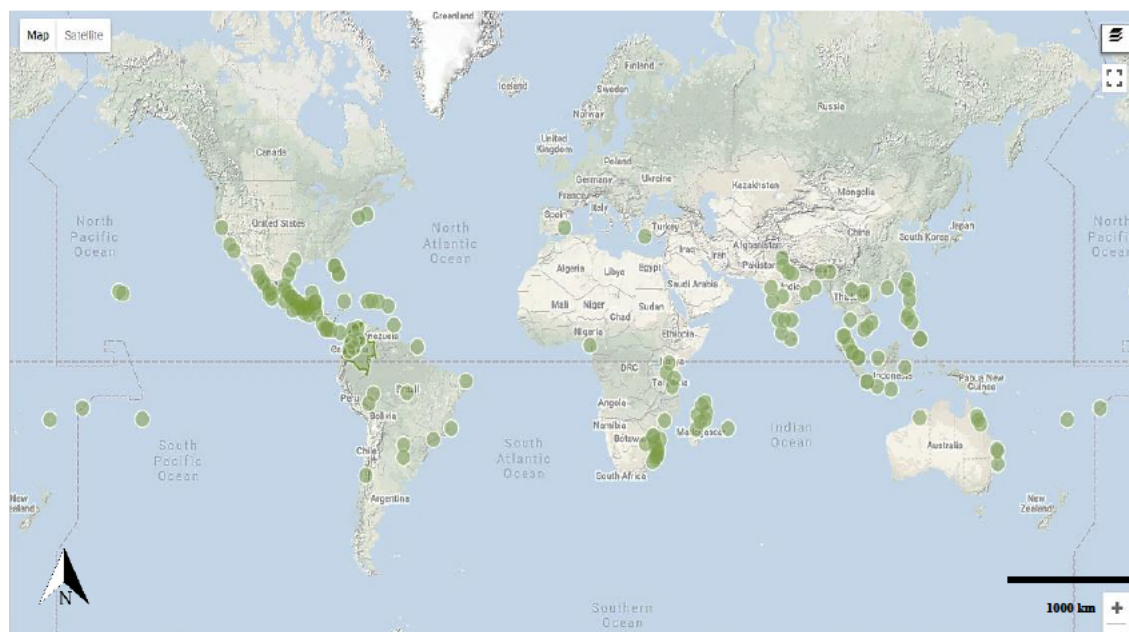 Map Satellite
Greenland
Iceland
Finland
Sweden
Norway
Russia
United
Kingdom
Canada
Poland
Germany
Ukraine
Kazakhstan
Mongolia
France
Italy
Spain
Turkey
North
Pacific
Ocean
United States
North
Atlantic
Ocean
Iraq
Iran
Afghanistan
Pakistan
China
South Korea
Japan
North
Pacific
Ocean
Algeria
Libya
Egypt
Saudi Arabia
India
Mali
Niger
Chad
Sudan
Nigeria
Ethiopia
DRC
Indonesia
Papua New
Guinea
Peru
Brazil
Bolivia
Angola
Namibia
Madagascar
Indian
Ocean
South
Pacific
Ocean
Chile
South
Atlantic
Ocean
South Africa
Australia
Argentina
New
Zealand
New
Zealand
N
Southern
Ocean
1000 km
+